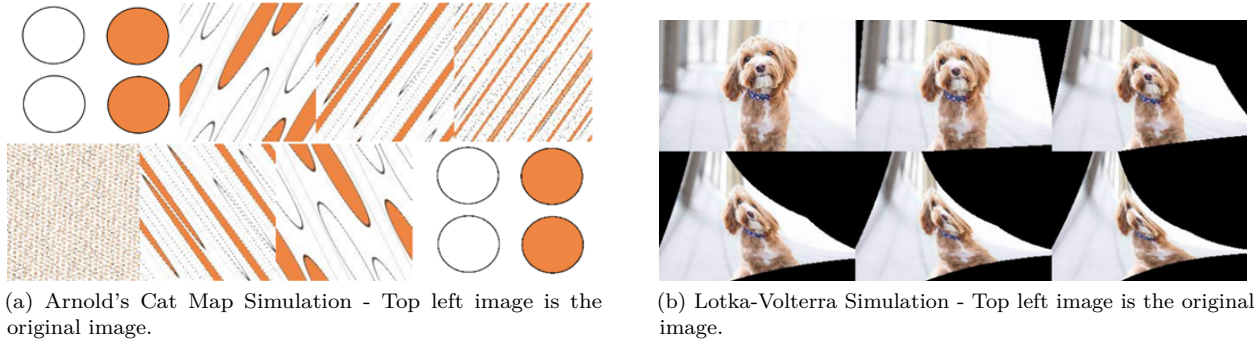 (a) Arnold's Cat Map Simulation - Top left image is the
original image.
(b) Lotka-Volterra Simulation - Top left image is the original
image.